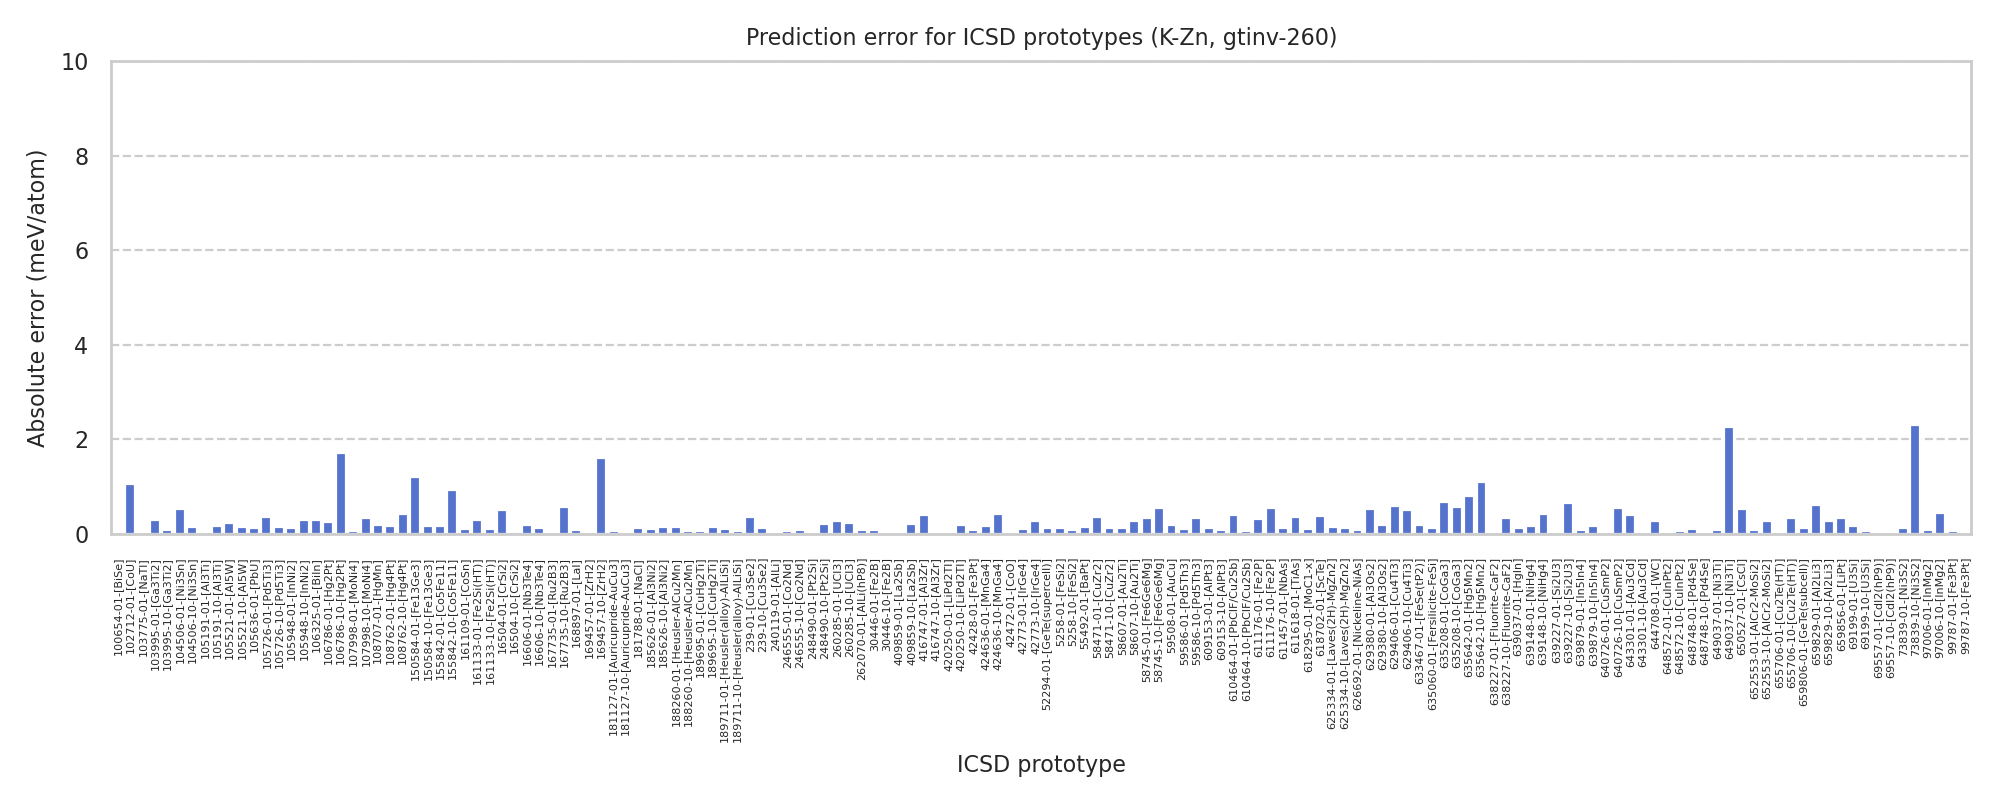 Prediction error for ICSD prototypes (K-Zn, gtinv-260)
Absolute error (meV/atom)
10
8
6
4
2
0
100654-01-[BiSe]
102712-01-[CoU]
103775-01-[NaTl]
103995-01-[Ga3Ti2]
103995-10-[Ga3Ti2]
104506-01-[Ni3Sn]
104506-10-[Ni3Sn]
105191-01-[Al3Ti]
105191-10-[Al3Ti]
105521-01-[Al5W]
105521-10-[Al5W]
105636-01-[PbU]
105726-01-[Pd5Ti3]
105726-10-[Pd5Ti3]
105948-01-[InNi2]
105948-10-[InNi2]
106325-01-[BiIn]
106786-01-[Hg2Pt]
106786-10-[Hg2Pt]
107998-01-[MoNi4]
107998-10-[MoNi4]
108707-01-[HgMn]
108762-01-[Hg4Pt]
108762-10-[Hg4Pt]
150584-01-[Fe13Ge3]
150584-10-[Fe13Ge3]
155842-01-[Co5Fe11]
155842-10-[Co5Fe11]
161109-01-[CoSn]
161133-01-[Fe2Si(HT)]
161133-10-[Fe2Si(HT)]
16504-01-[CrSi2]
16504-10-[CrSi2]
16606-01-[Nb3Te4]
16606-10-[Nb3Te4]
167735-01-[Ru2B3]
167735-10-[Ru2B3]
168897-01-[LaI]
169457-01-[ZrH2]
169457-10-[ZrH2]
181127-01-[Auricupride-AuCu3]
181127-10-[Auricupride-AuCu3]
181788-01-[NaCl]
185626-01-[Al3Ni2]
185626-10-[Al3Ni2]
188260-01-[Heusler-AlCu2Mn]
188260-10-[Heusler-AlCu2Mn]
189695-01-[CuHg2Ti]
189695-10-[CuHg2Ti]
189711-01-[Heusler(alloy)-AlLiSi]
189711-10-[Heusler(alloy)-AlLiSi]
239-01-[Cu3Se2]
239-10-[Cu3Se2]
240119-01-[AlLi]
246555-01-[Co2Nd]
246555-10-[Co2Nd]
248490-01-[Pt2Si]
248490-10-[Pt2Si]
260285-01-[UCl3]
260285-10-[UCl3]
262070-01-[AlLi(hP8)]
30446-01-[Fe2B]
30446-10-[Fe2B]
409859-01-[La2Sb]
409859-10-[La2Sb]
416747-01-[Al3Zr]
416747-10-[Al3Zr]
420250-01-[LiPd2Tl]
420250-10-[LiPd2Tl]
42428-01-[Fe3Pt]
424636-01-[MnGa4]
424636-10-[MnGa4]
42472-01-[CoO]
42773-01-[IrGe4]
42773-10-[IrGe4]
52294-01-[GeTe(supercell)]
5258-01-[FeSi2]
5258-10-[FeSi2]
55492-01-[BaPt]
58471-01-[CuZr2]
58471-10-[CuZr2]
58607-01-[Au2Ti]
58607-10-[Au2Ti]
58745-01-[Fe6Ge6Mg]
58745-10-[Fe6Ge6Mg]
59508-01-[AuCu]
59586-01-[Pd5Th3]
59586-10-[Pd5Th3]
609153-01-[AlPt3]
609153-10-[AlPt3]
610464-01-[PbClF/Cu2Sb]
610464-10-[PbClF/Cu2Sb]
611176-01-[Fe2P]
611176-10-[Fe2P]
611457-01-[NbAs]
611618-01-[TiAs]
618295-01-[MoC1-x]
618702-01-[ScTe]
625334-01-[Laves(2H)-MgZn2]
625334-10-[Laves(2H)-MgZn2]
626692-01-[Nickeline-NiAs]
629380-01-[Al3Os2]
629380-10-[Al3Os2]
629406-01-[Cu4Ti3]
629406-10-[Cu4Ti3]
633467-01-[FeSe(tP2)]
635060-01-[Fersilicite-FeSi]
635208-01-[CoGa3]
635208-10-[CoGa3]
635642-01-[Hg5Mn2]
635642-10-[Hg5Mn2]
638227-01-[Fluorite-CaF2]
638227-10-[Fluorite-CaF2]
639037-01-[HgIn]
639148-01-[NiHg4]
639148-10-[NiHg4]
639227-01-[Si2U3]
639227-10-[Si2U3]
639879-01-[In5In4]
639879-10-[In5In4]
640726-01-[CuSmP2]
640726-10-[CuSmP2]
643301-01-[Au3Cd]
643301-10-[Au3Cd]
644708-01-[WC]
648572-01-[CuInPt2]
648572-10-[CuInPt2]
648748-01-[Pd4Se]
648748-10-[Pd4Se]
649037-01-[Ni3Ti]
649037-10-[Ni3Ti]
650527-01-[CsCl]
652553-01-[AlCr2-MoSi2]
652553-10-[AlCr2-MoSi2]
655706-01-[Cu2Te(HT)]
655706-10-[Cu2Te(HT)]
659806-01-[GeTe(subcell)]
659829-01-[Al2Li3]
659829-10-[Al2Li3]
659856-01-[LiPt]
69199-01-[U3Si]
69199-10-[U3Si]
69557-01-[CdI2(hP9)]
69557-10-[CdI2(hP9)]
73839-01-[Ni3S2]
73839-10-[Ni3S2]
97006-01-[InMg2]
97006-10-[InMg2]
99787-01-[Fe3Pt]
99787-10-[Fe3Pt]
ICSD prototype